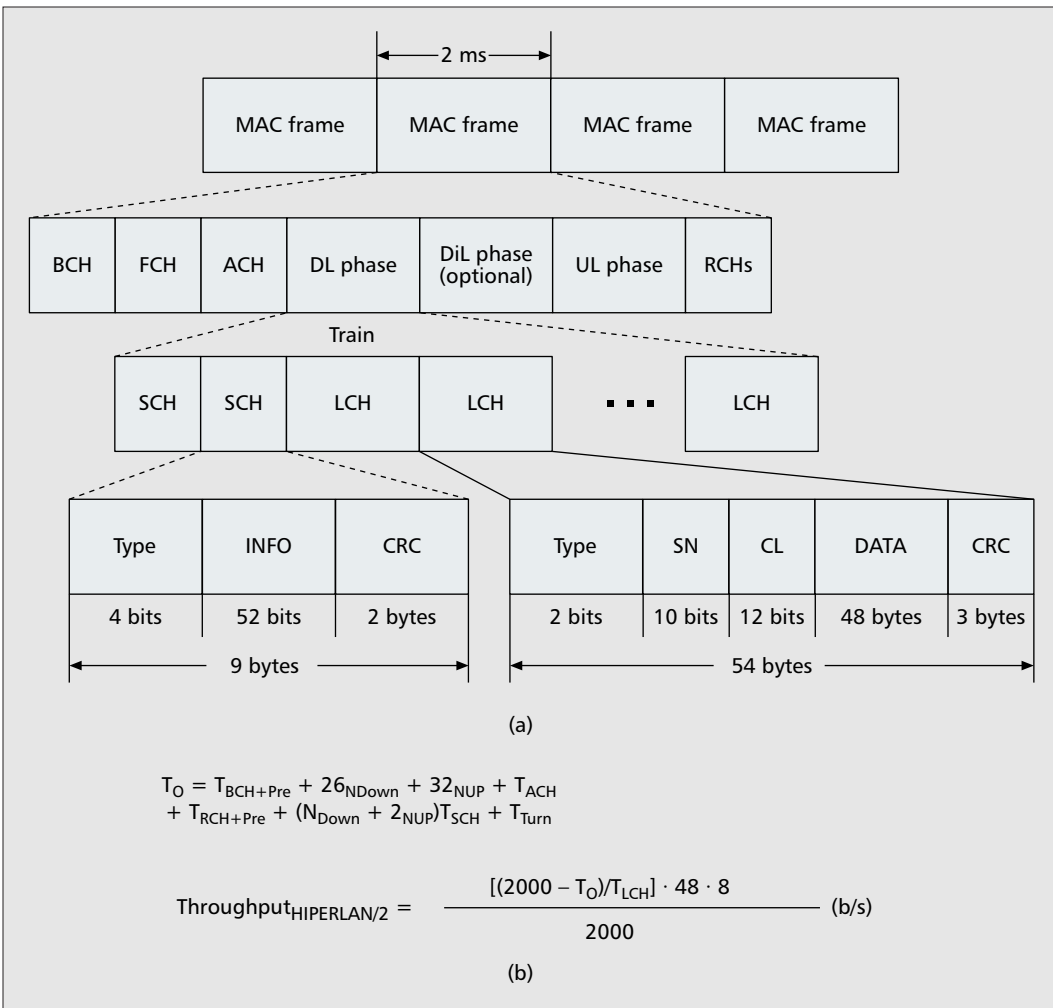 2 ms
MAC frame MAC frame MAC frame MAC frame
BCH FCH ACH DL phase DiL phase (optional) UL phase RCHs
Train
SCH SCH LCH LCH ... LCH
Type INFO CRC Type SN CL DATA CRC
4 bits 52 bits 2 bytes 2 bits 10 bits 12 bits 48 bytes 3 bytes
9 bytes 54 bytes
(a)
T_O = T_BCH+Pre + 26_NDown + 32_NUP + T_ACH
+ T_RCH+Pre + (N_Down + 2_NUP)T_SCH + T_Turn
[(2000 – T_O)/T_LCH] · 48 · 8
Throughput_HIPERLAN/2 = (b/s)
2000
(b)